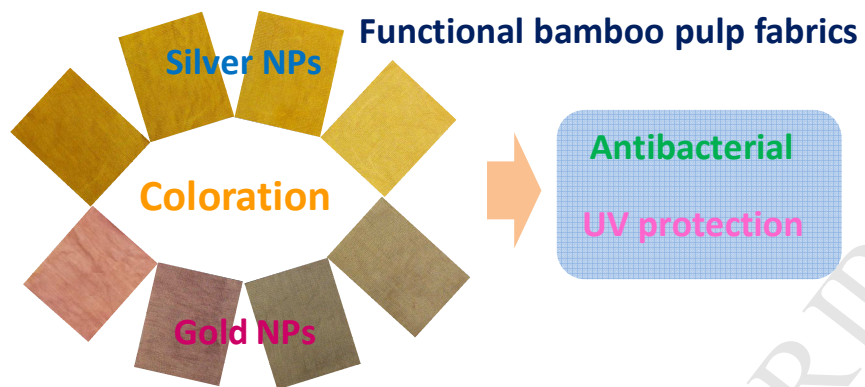 Functional bamboo pulp fabrics
Silver NPs
Coloration
Gold NPs
Antibacterial
UV protection